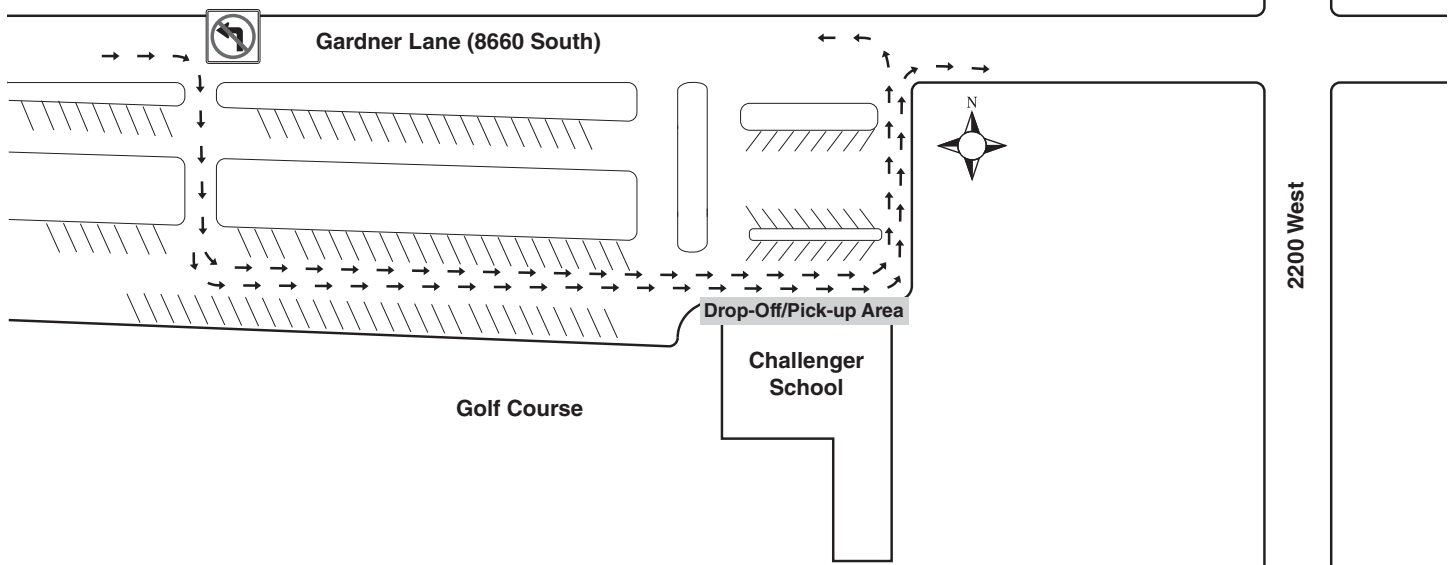 Gardner Lane (8660 South)
N
2200 West
Drop-Off/Pick-up Area
Challenger
School
Golf Course